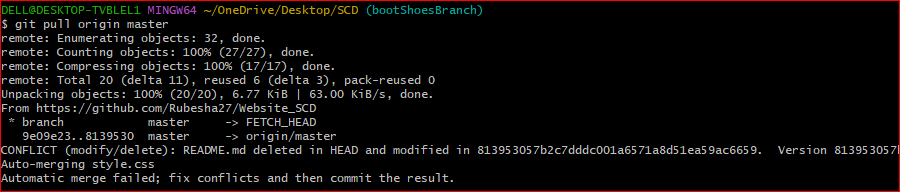 DELL@DESKTOP-TVBLEL1 MINGW64 ~/OneDrive/Desktop/SCD (bootShoesBranch)
$ git pull origin master
remote: Enumerating objects: 32, done.
remote: Counting objects: 100% (27/27), done.
remote: Compressing objects: 100% (17/17), done.
remote: Total 20 (delta 11), reused 6 (delta 3), pack-reused 0
Unpacking objects: 100% (20/20), 6.77 KiB | 63.00 KiB/s, done.
From https://github.com/Rubesha27/Website_SCD
 * branch            master     -> FETCH_HEAD
   9e09e23..8139530  master     -> origin/master
CONFLICT (modify/delete): README.md deleted in HEAD and modified in 813953057b2c7dddc001a6571a8d51ea59ac6659.  Version 813953057
Auto-merging style.css
Automatic merge failed; fix conflicts and then commit the result.